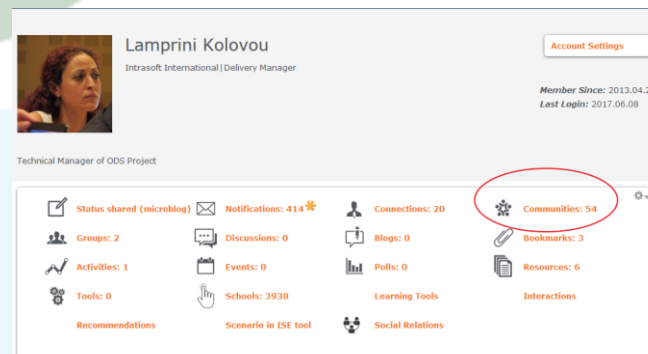 Lamprini Kolovou
Account Settings
Intrasoft International|Delivery Manager
Member Since: 2013.04.2
Last Login: 2017.06.08
Technical Manager of ODS Project
Status shared (microblog) Notifications: 414 Connections: 20 Communities: 54
Groups: 2 Discussions: 0 Blogs: 0 Bookmarks: 3
Activities: 1 Events: 0 Polls: 0 Resources: 6
Tools: 0 Schools: 3938 Learning Tools Interactions
Recommendations Scenario in ISE tool Social Relations